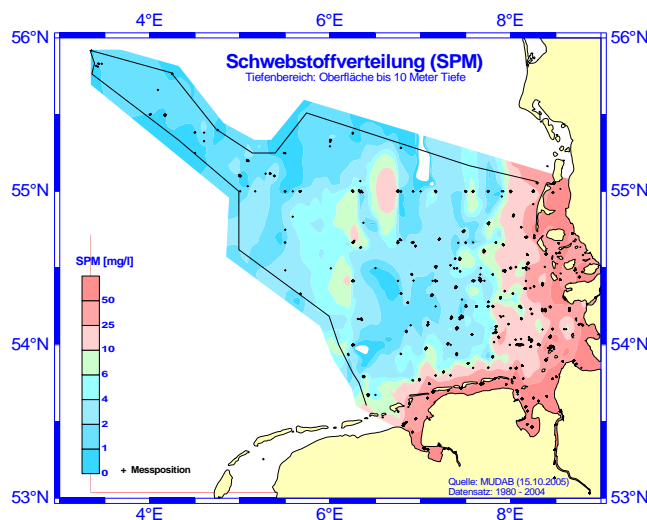 4°E 6°E 8°E
56°N 56°N
Schwebstoffverteilung (SPM)
Tiefenbereich: Oberfläche bis 10 Meter Tiefe
55°N 55°N
SPM [mg/l]
50
25
10
6
4
2
1
0
54°N 54°N
+ Messposition
Quelle: MUDAB (15.10.2005)
Datensatz: 1980 - 2004
53°N 53°N
4°E 6°E 8°E